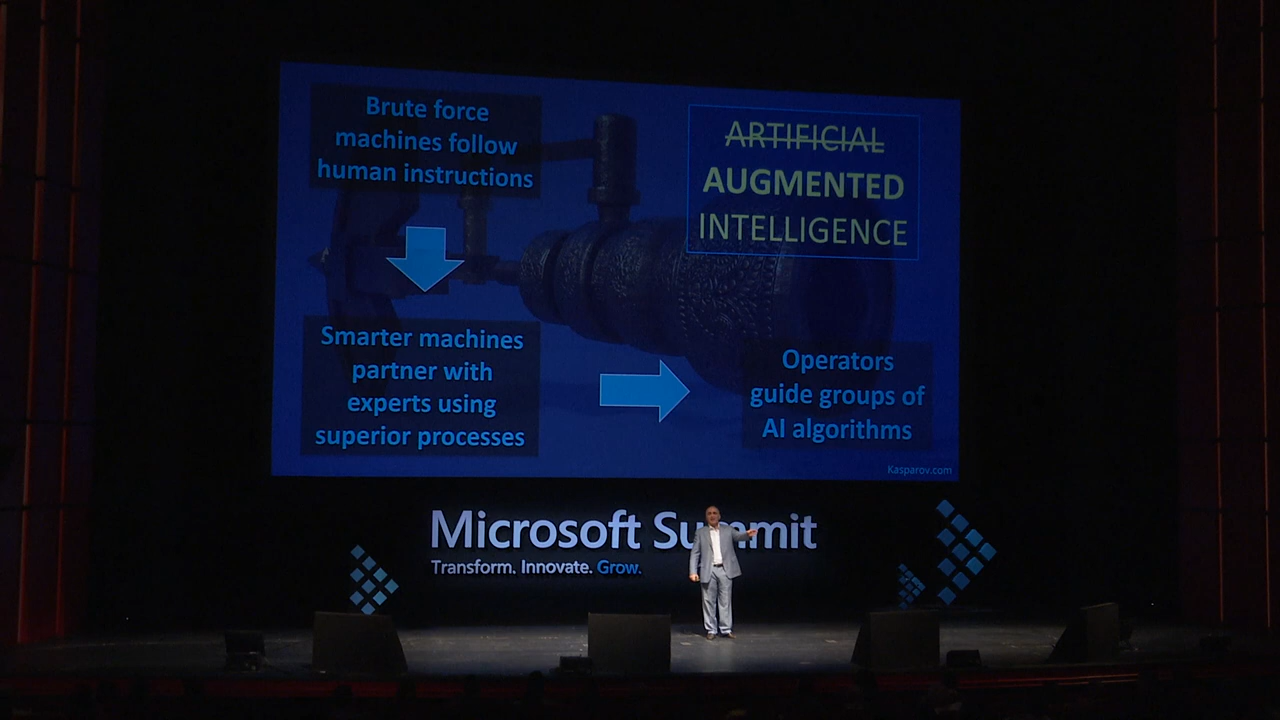 Brute force
machines follow
human instructions
ARTIFICIAL
AUGMENTED
INTELLIGENCE
Smarter machines
partner with
experts using
superior processes
Operators
guide groups of
AI algorithms
Kasparov.com
Microsoft Summit
Transform. Innovate. Grow.